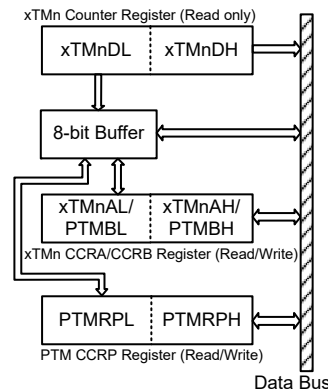 xTMn Counter Register (Read only)
xTMnDL xTMnDH
8-bit Buffer
xTMnAL/ xTMnAH/
PTMBL PTMBH
xTMn CCRA/CCRB Register (Read/Write)
PTMRPL PTMRPH
PTM CCRP Register (Read/Write)
Data Bus